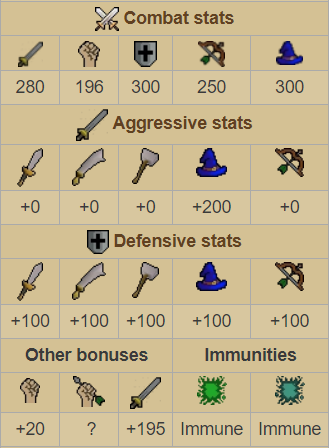 Combat stats
280 196 300 250 300
Aggressive stats
+0 +0 +0 +200 +0
Defensive stats
+100 +100 +100 +100 +100
Other bonuses Immunities
+20 ? +195 Immune Immune